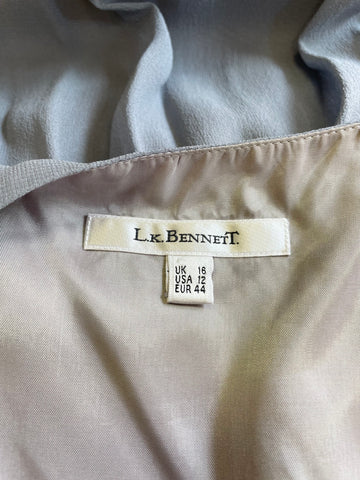 L.K.BENNETT.
UK 16
USA 12
EUR 44